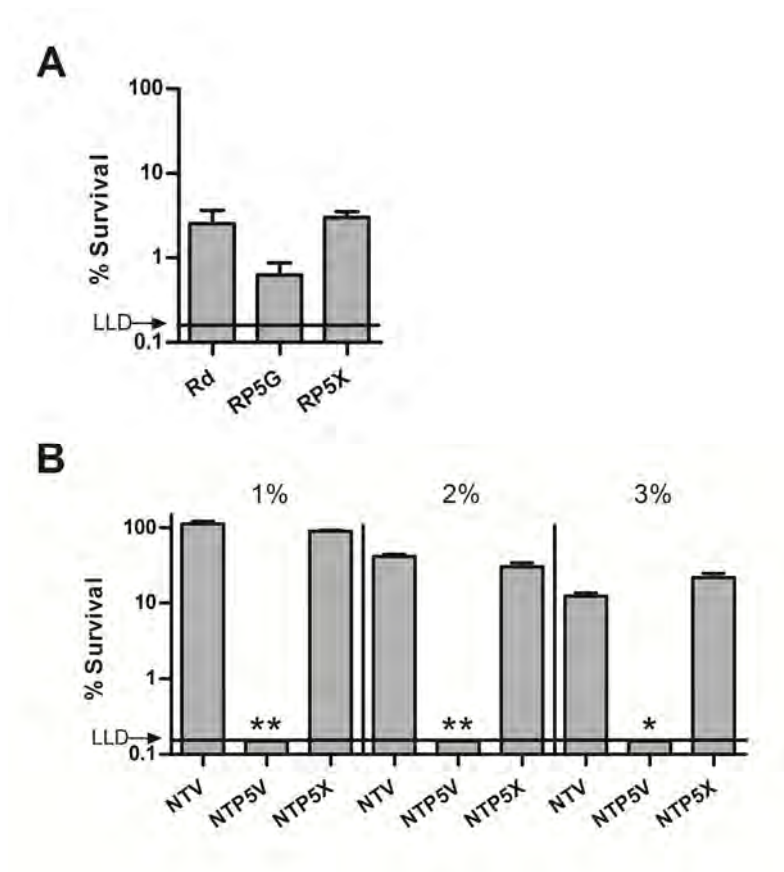 A
100
10
1
LLD
0.1
% Survival
Rd
RP5G
RP5X
B
1%
2%
3%
100
10
1
LLD
0.1
% Survival
**
**
*
NTV
NTP5V
NTP5X
NTV
NTP5V
NTP5X
NTV
NTP5V
NTP5X